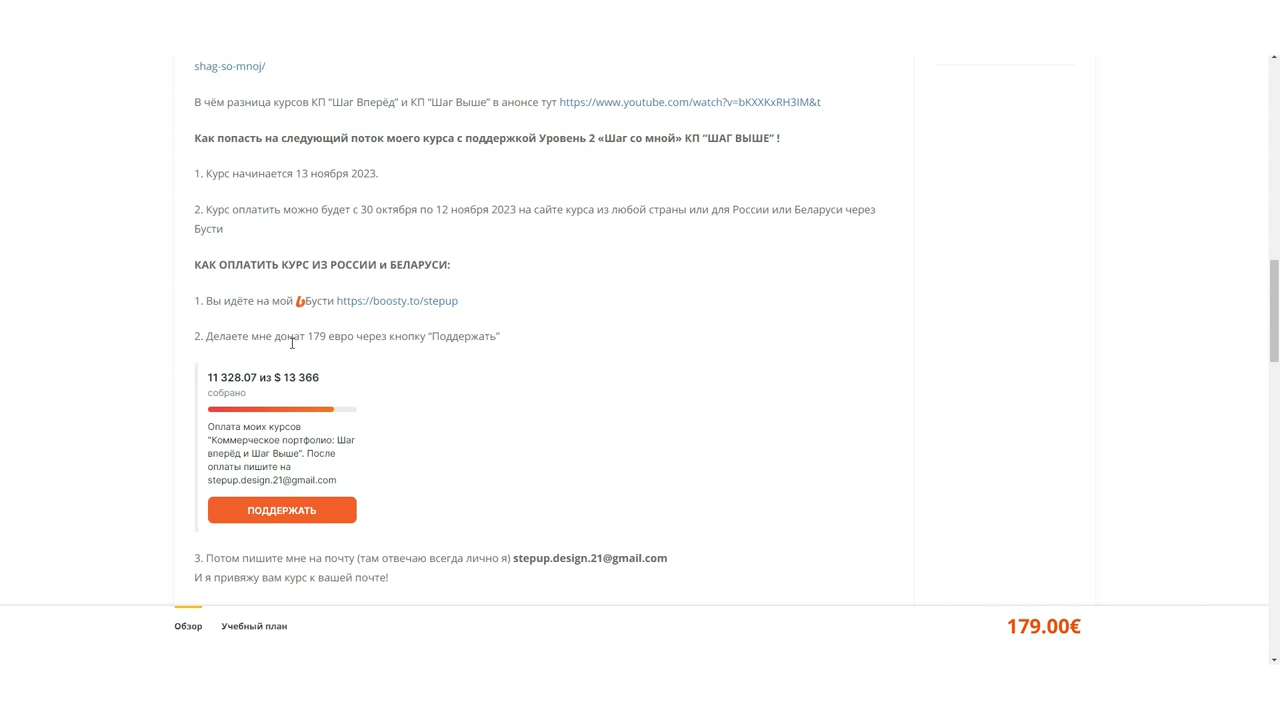 shag-so-mnoj/
В чём разница курсов КП “Шаг Вперёд” и КП “Шаг Выше” в анонсе тут https://www.youtube.com/watch?v=bKXXKxRH3IM&t
Как попасть на следующий поток моего курса с поддержкой Уровень 2 «Шаг со мной» КП “ШАГ ВЫШЕ” !
1. Курс начинается 13 ноября 2023.
2. Курс оплатить можно будет с 30 октября по 12 ноября 2023 на сайте курса из любой страны или для России или Беларуси через
Бусти
КАК ОПЛАТИТЬ КУРС ИЗ РОССИИ и БЕЛАРУСИ:
1. Вы идёте на мой Бусти https://boosty.to/stepup
2. Делаете мне донат 179 евро через кнопку “Поддержать”
11 328.07 из $ 13 366
собрано
Оплата моих курсов
"Коммерческое портфолио: Шаг
вперёд и Шаг Выше". После
оплаты пишите на
stepup.design.21@gmail.com
ПОДДЕРЖАТЬ
3. Потом пишите мне на почту (там отвечаю всегда лично я) stepup.design.21@gmail.com
И я привяжу вам курс к вашей почте!
Обзор Учебный план 179.00€